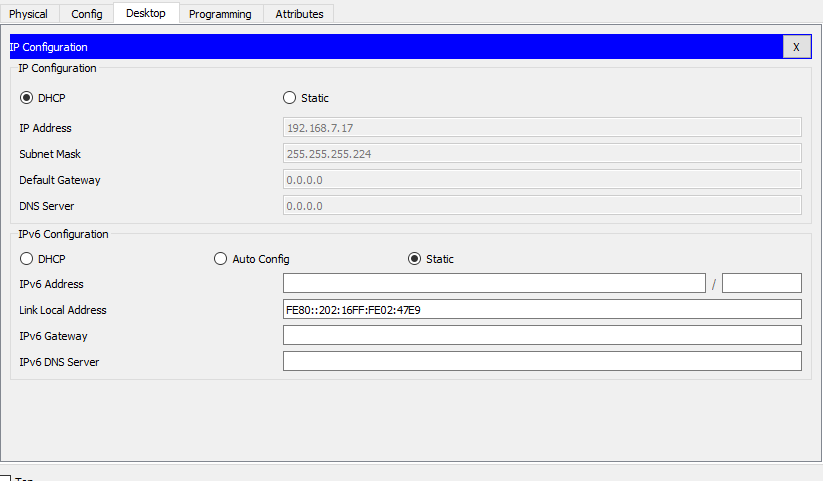 Physical Config Desktop Programming Attributes
IP Configuration X
IP Configuration
DHCP Static
IP Address 192.168.7.17
Subnet Mask 255.255.255.224
Default Gateway 0.0.0.0
DNS Server 0.0.0.0
IPv6 Configuration
DHCP Auto Config Static
IPv6 Address /
Link Local Address FE80::202:16FF:FE02:47E9
IPv6 Gateway
IPv6 DNS Server
Top